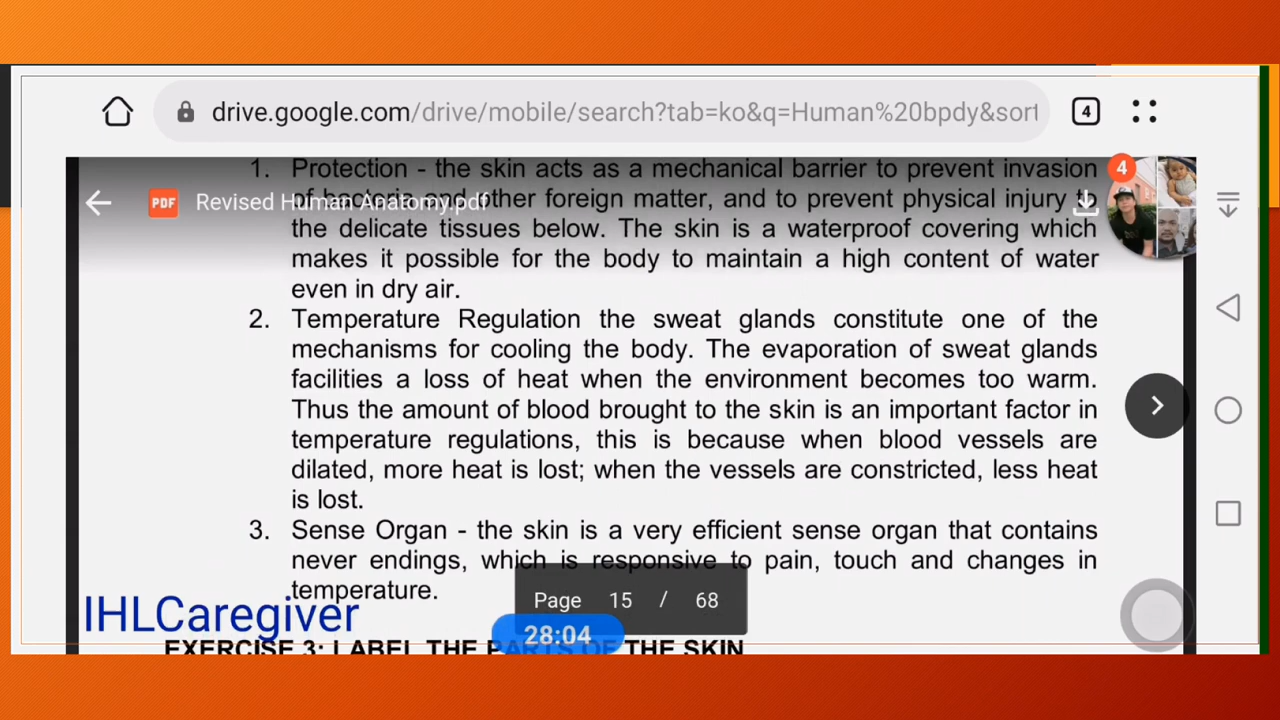 drive.google.com/drive/mobile/search?tab=ko&q=Human%20bpdy&sort
4
1. Protection - the skin acts as a mechanical barrier to prevent invasion
of bacteria and other foreign matter, and to prevent physical injury to
PDF Revised Human Anatomy.pdf
4
the delicate tissues below. The skin is a waterproof covering which
makes it possible for the body to maintain a high content of water
even in dry air.
2. Temperature Regulation the sweat glands constitute one of the
mechanisms for cooling the body. The evaporation of sweat glands
facilities a loss of heat when the environment becomes too warm.
Thus the amount of blood brought to the skin is an important factor in
temperature regulations, this is because when blood vessels are
dilated, more heat is lost; when the vessels are constricted, less heat
is lost.
3. Sense Organ - the skin is a very efficient sense organ that contains
never endings, which is responsive to pain, touch and changes in
temperature.
Page 15 / 68
IHLCaregiver
28:04
EXERCISE 3: LABEL THE PARTS OF THE SKIN